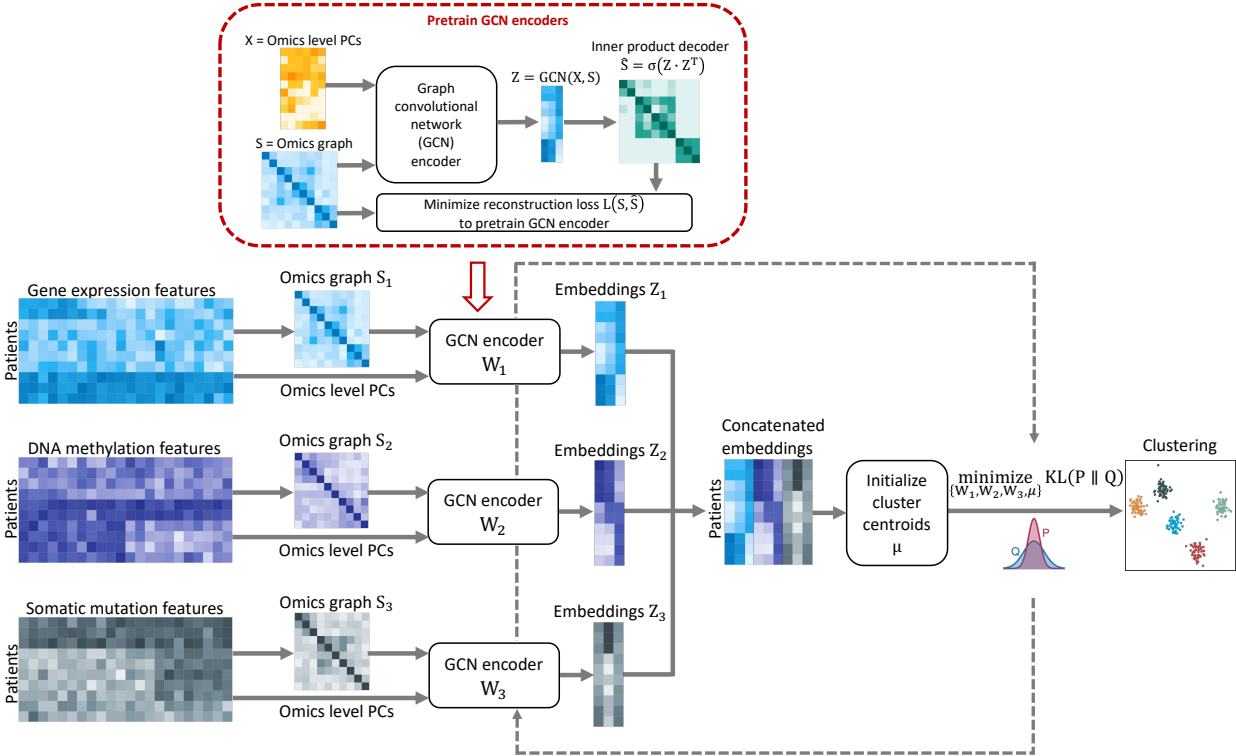 Pretrain GCN encoders
X = Omics level PCs
Graph
convolutional
network
(GCN)
encoder
Z = GCN(X, S)
Inner product decoder
Ŝ = σ(Z · Zᵀ)
S = Omics graph
Minimize reconstruction loss L(S, Ŝ)
to pretrain GCN encoder
Gene expression features
Patients
Omics graph S₁
Omics level PCs
GCN encoder
W₁
Embeddings Z₁
DNA methylation features
Patients
Omics graph S₂
Omics level PCs
GCN encoder
W₂
Embeddings Z₂
Somatic mutation features
Patients
Omics graph S₃
Omics level PCs
GCN encoder
W₃
Embeddings Z₃
Concatenated
embeddings
Patients
Initialize
cluster
centroids
μ
minimize KL(P ∥ Q)
{W₁,W₂,W₃,μ}
P
Q
Clustering